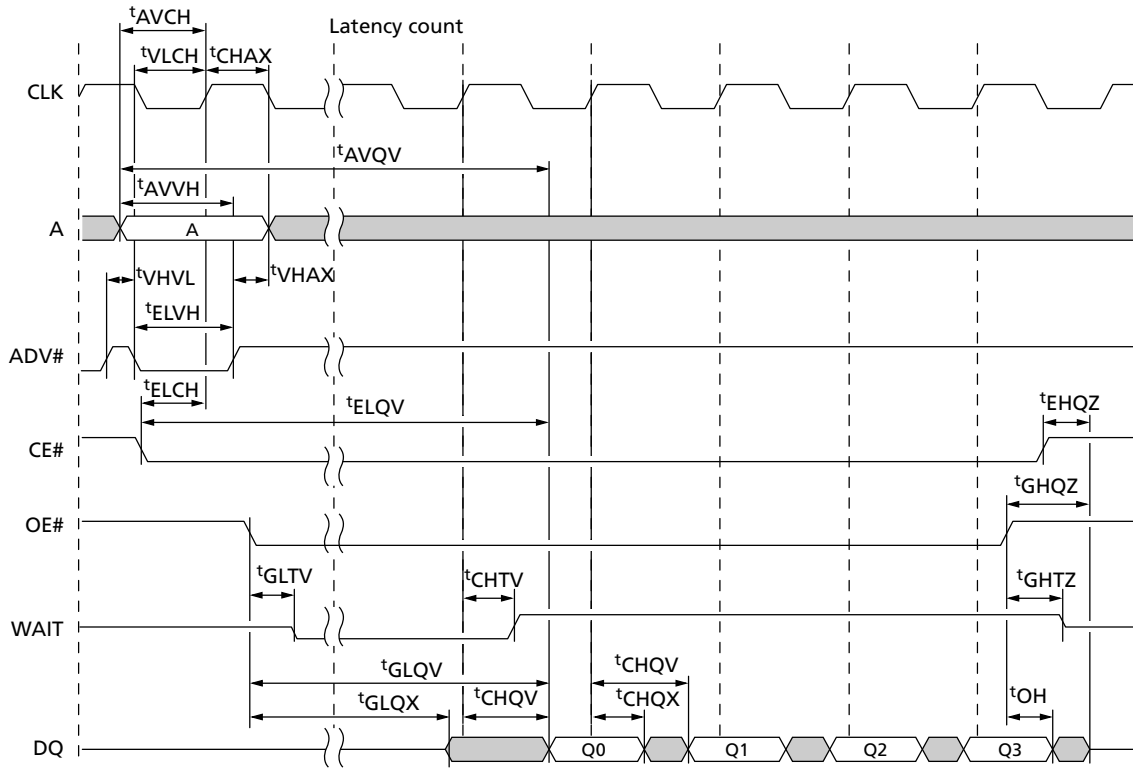 tAVCH
Latency count
tVLCH tCHAX
CLK
tAVQV
tAVVH
A A
tVHVL tVHAX
tELVH
ADV#
tELCH
tELQV tEHQZ
CE#
tGHQZ
OE#
tGLTV tCHTV tGHTZ
WAIT
tGLQV tCHQV
tGLQX tCHQV tCHQX tOH
DQ Q0 Q1 Q2 Q3